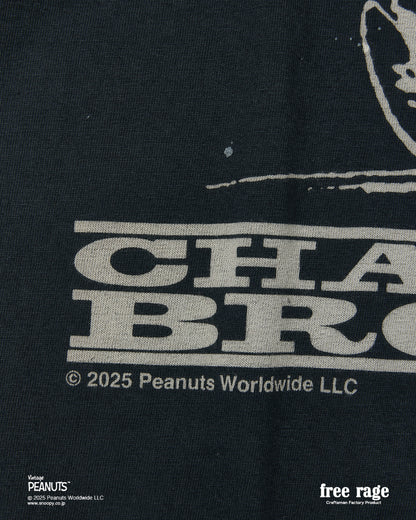 CHA
BRO
© 2025 Peanuts Worldwide LLC
Vintage
PEANUTS™
© 2025 Peanuts Worldwide LLC
www.snoopy.co.jp
free rage
Craftsman Factory Product